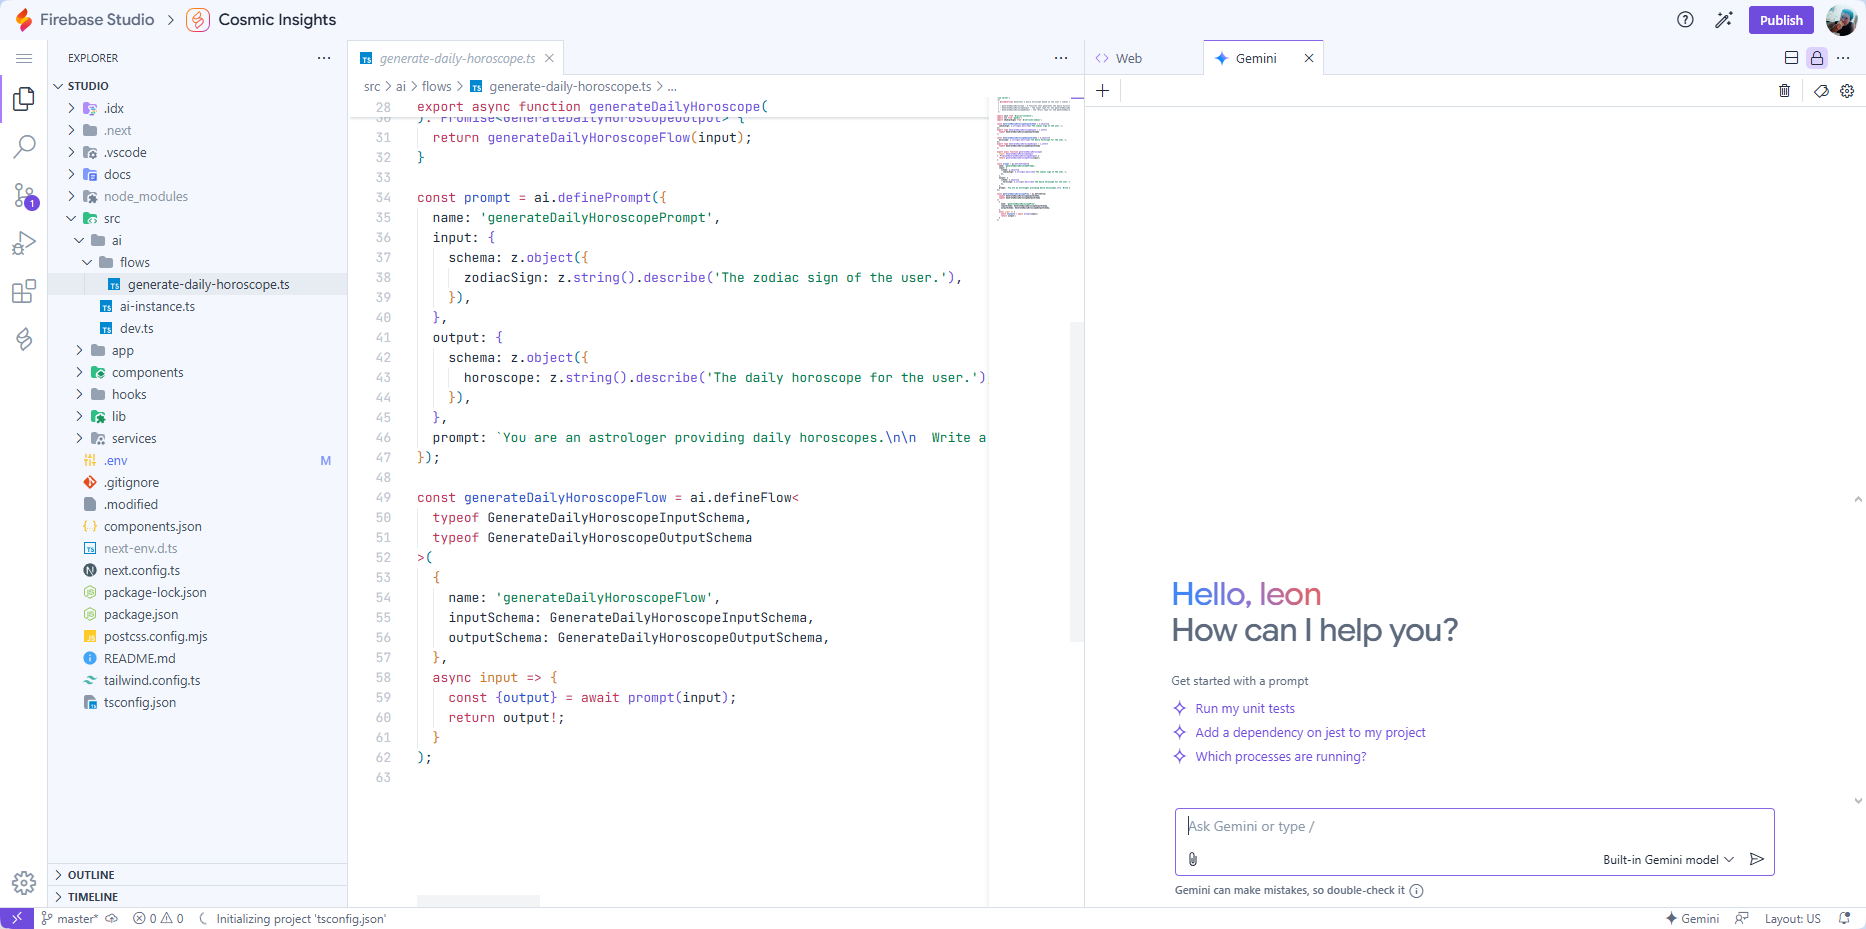 Firebase Studio > Cosmic Insights
Publish
EXPLORER
STUDIO
.idx
.next
.vscode
docs
node_modules
src
ai
flows
generate-daily-horoscope.ts
ai-instance.ts
dev.ts
app
components
hooks
lib
services
.env M
.gitignore
.modified
components.json
next-env.d.ts
next.config.ts
package-lock.json
package.json
postcss.config.mjs
README.md
tailwind.config.ts
tsconfig.json
OUTLINE
TIMELINE
generate-daily-horoscope.ts
src > ai > flows > generate-daily-horoscope.ts > ...
28 export async function generateDailyHoroscope(
30 ): Promise<GenerateDailyHoroscopeOutput> {
31 return generateDailyHoroscopeFlow(input);
32 }
33
34 const prompt = ai.definePrompt({
35 name: 'generateDailyHoroscopePrompt',
36 input: {
37 schema: z.object({
38 zodiacSign: z.string().describe('The zodiac sign of the user.'),
39 }),
40 },
41 output: {
42 schema: z.object({
43 horoscope: z.string().describe('The daily horoscope for the user.')
44 }),
45 },
46 prompt: `You are an astrologer providing daily horoscopes.\n\n  Write a
47 });
48
49 const generateDailyHoroscopeFlow = ai.defineFlow<
50 typeof GenerateDailyHoroscopeInputSchema,
51 typeof GenerateDailyHoroscopeOutputSchema
52 >(
53 {
54 name: 'generateDailyHoroscopeFlow',
55 inputSchema: GenerateDailyHoroscopeInputSchema,
56 outputSchema: GenerateDailyHoroscopeOutputSchema,
57 },
58 async input => {
59 const {output} = await prompt(input);
60 return output!;
61 }
62 );
63
Web
Gemini
Hello, leon
How can I help you?
Get started with a prompt
Run my unit tests
Add a dependency on jest to my project
Which processes are running?
Ask Gemini or type /
Built-in Gemini model
Gemini can make mistakes, so double-check it
1
master*
0 0
Initializing project 'tsconfig.json'
Gemini
Layout: US